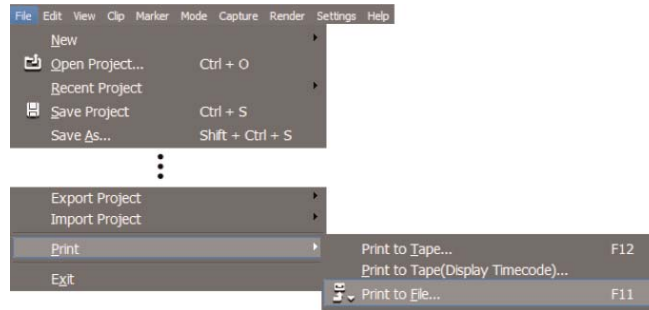 File Edit View Clip Marker Mode Capture Render Settings Help
New
Open Project... Ctrl + O
Recent Project
Save Project Ctrl + S
Save As... Shift + Ctrl + S
Export Project
Import Project
Print
Exit
Print to Tape... F12
Print to Tape(Display Timecode)...
Print to File... F11